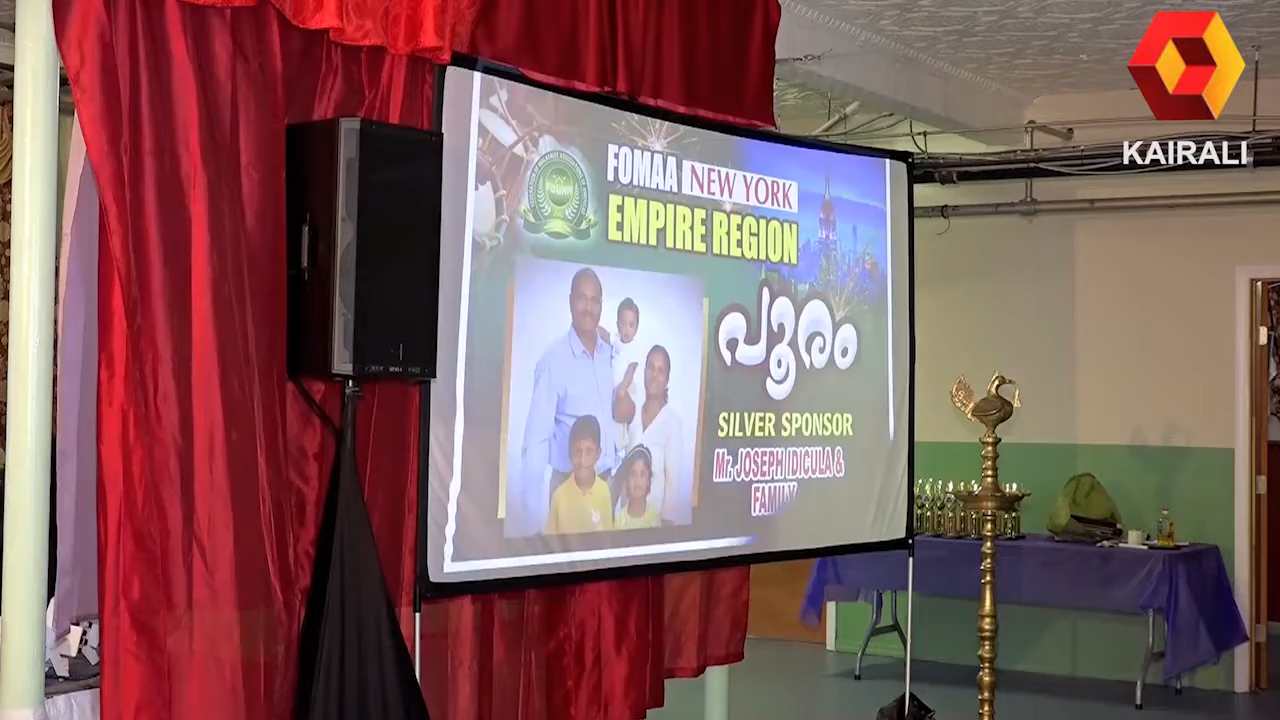 KAIRALI
FOMAA NEW YORK
EMPIRE REGION
പൂരം
SILVER SPONSOR
Mr. JOSEPH IDICULA &
FAMILY